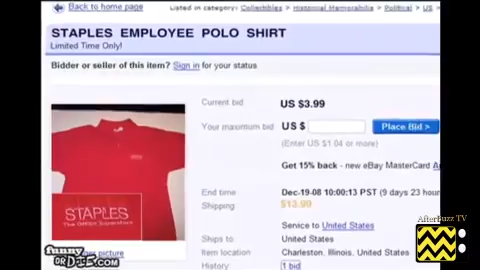 Back to home page
Listed in category: Collectibles > Historical Memorabilia > Political > US >
STAPLES EMPLOYEE POLO SHIRT
Limited Time Only!
Bidder or seller of this item? Sign in for your status
Current bid US $3.99
Your maximum bid US $ Place Bid >
(Enter US $1.04 or more)
Get 15% back - new eBay MasterCard
End time Dec-19-08 10:00:13 PST (9 days 23 hour
Shipping $13.99
Service to United States
Ships to United States
Item location Charleston, Illinois, United States
History 1 bid
STAPLES
The Office Superstore
picture
funny
OR DIE.com
AfterBuzz TV